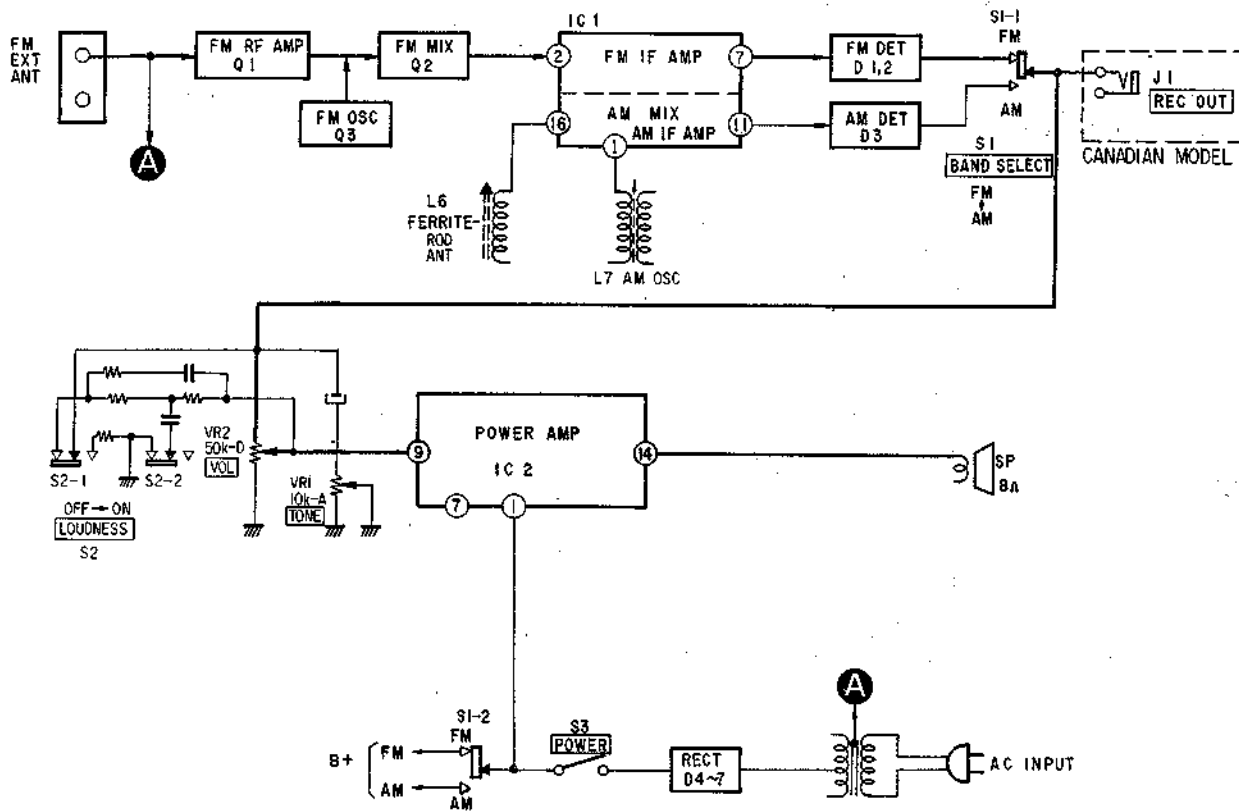 FM
EXT
ANT
FM RF AMP
Q1
FM MIX
Q2
FM OSC
Q3
A
IC 1
2
FM IF AMP
7
16
AM MIX
AM IF AMP
11
1
L6
FERRITE-
ROD
ANT
L7 AM OSC
FM DET
D 1,2
AM DET
D3
S1-1
FM
AM
S1
BAND SELECT
FM
AM
J1
REC OUT
CANADIAN MODEL
S2-1
S2-2
OFF→ON
LOUDNESS
S2
VR2
50k-D
VOL
VR1
10k-A
TONE
9
POWER AMP
IC 2
14
7
1
SP
8Ω
B+
FM
AM
S1-2
FM
AM
S3
POWER
RECT
D4~7
A
AC INPUT